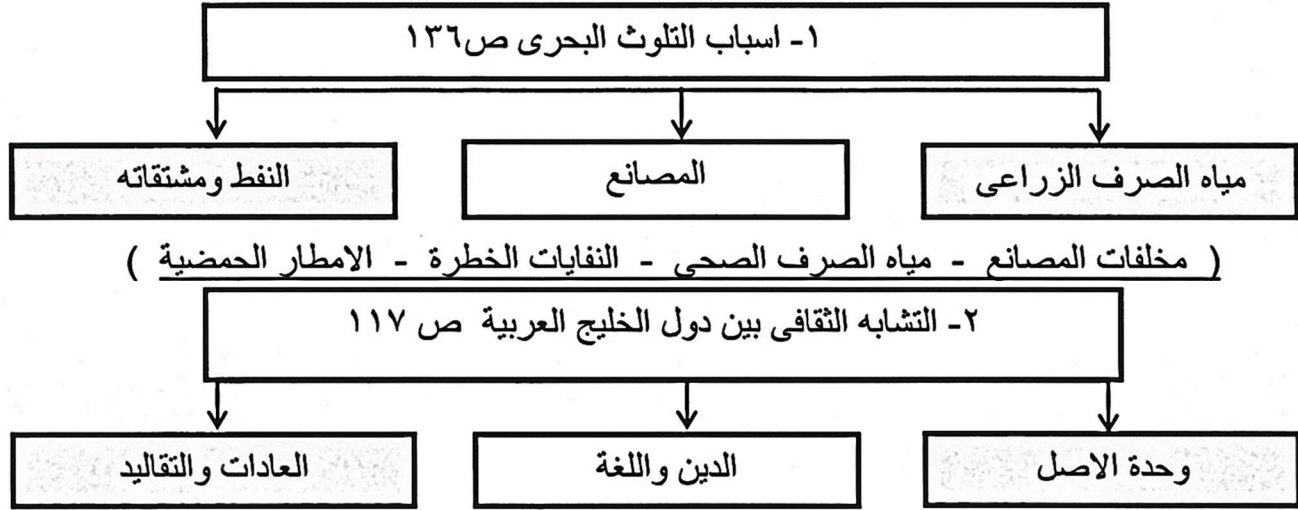 ١- اسباب التلوث البحرى ص١٣٦
مياه الصرف الزراعى
المصانع
النفط ومشتقاته
( مخلفات المصانع - مياه الصرف الصحي - النفايات الخطرة - الامطار الحمضية )
٢- التشابه الثقافى بين دول الخليج العربية ص ١١٧
وحدة الاصل
الدين واللغة
العادات والتقاليد